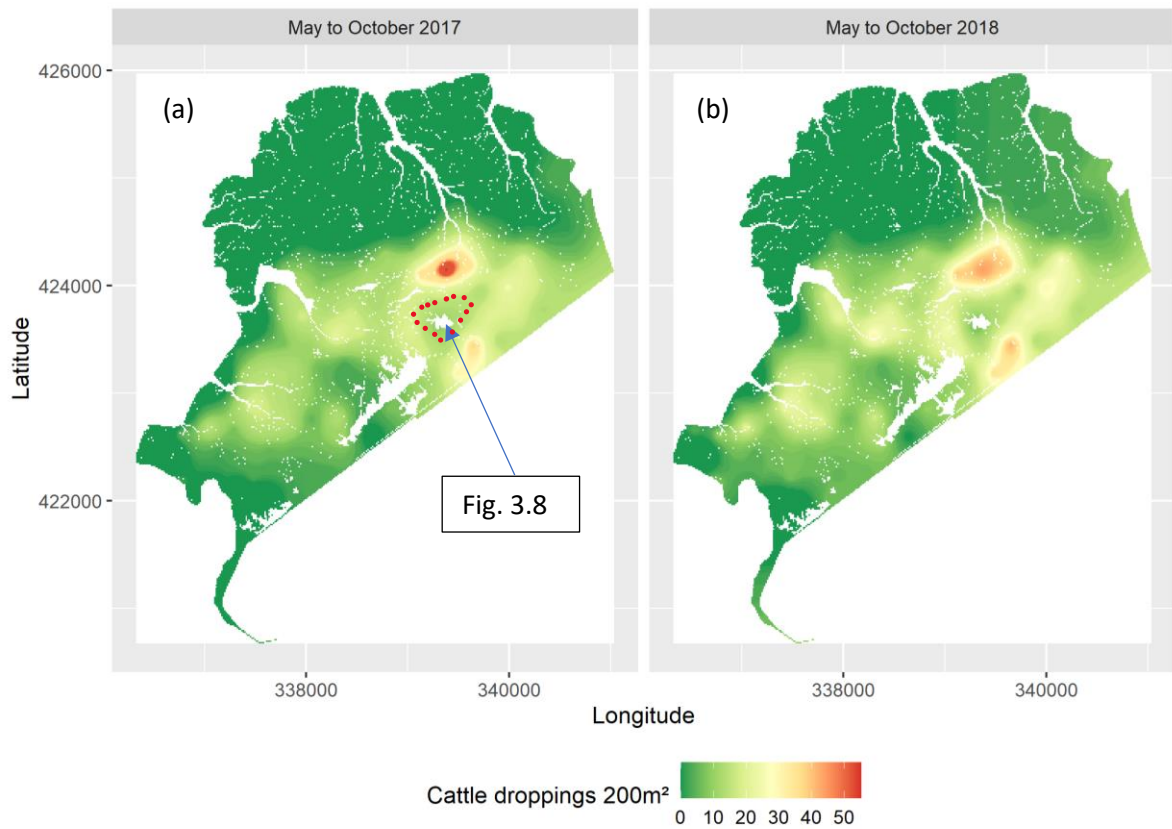 May to October 2017
May to October 2018
(a)
(b)
426000
424000
422000
Latitude
Fig. 3.8
338000
340000
338000
340000
Longitude
Cattle droppings 200m²
0 10 20 30 40 50